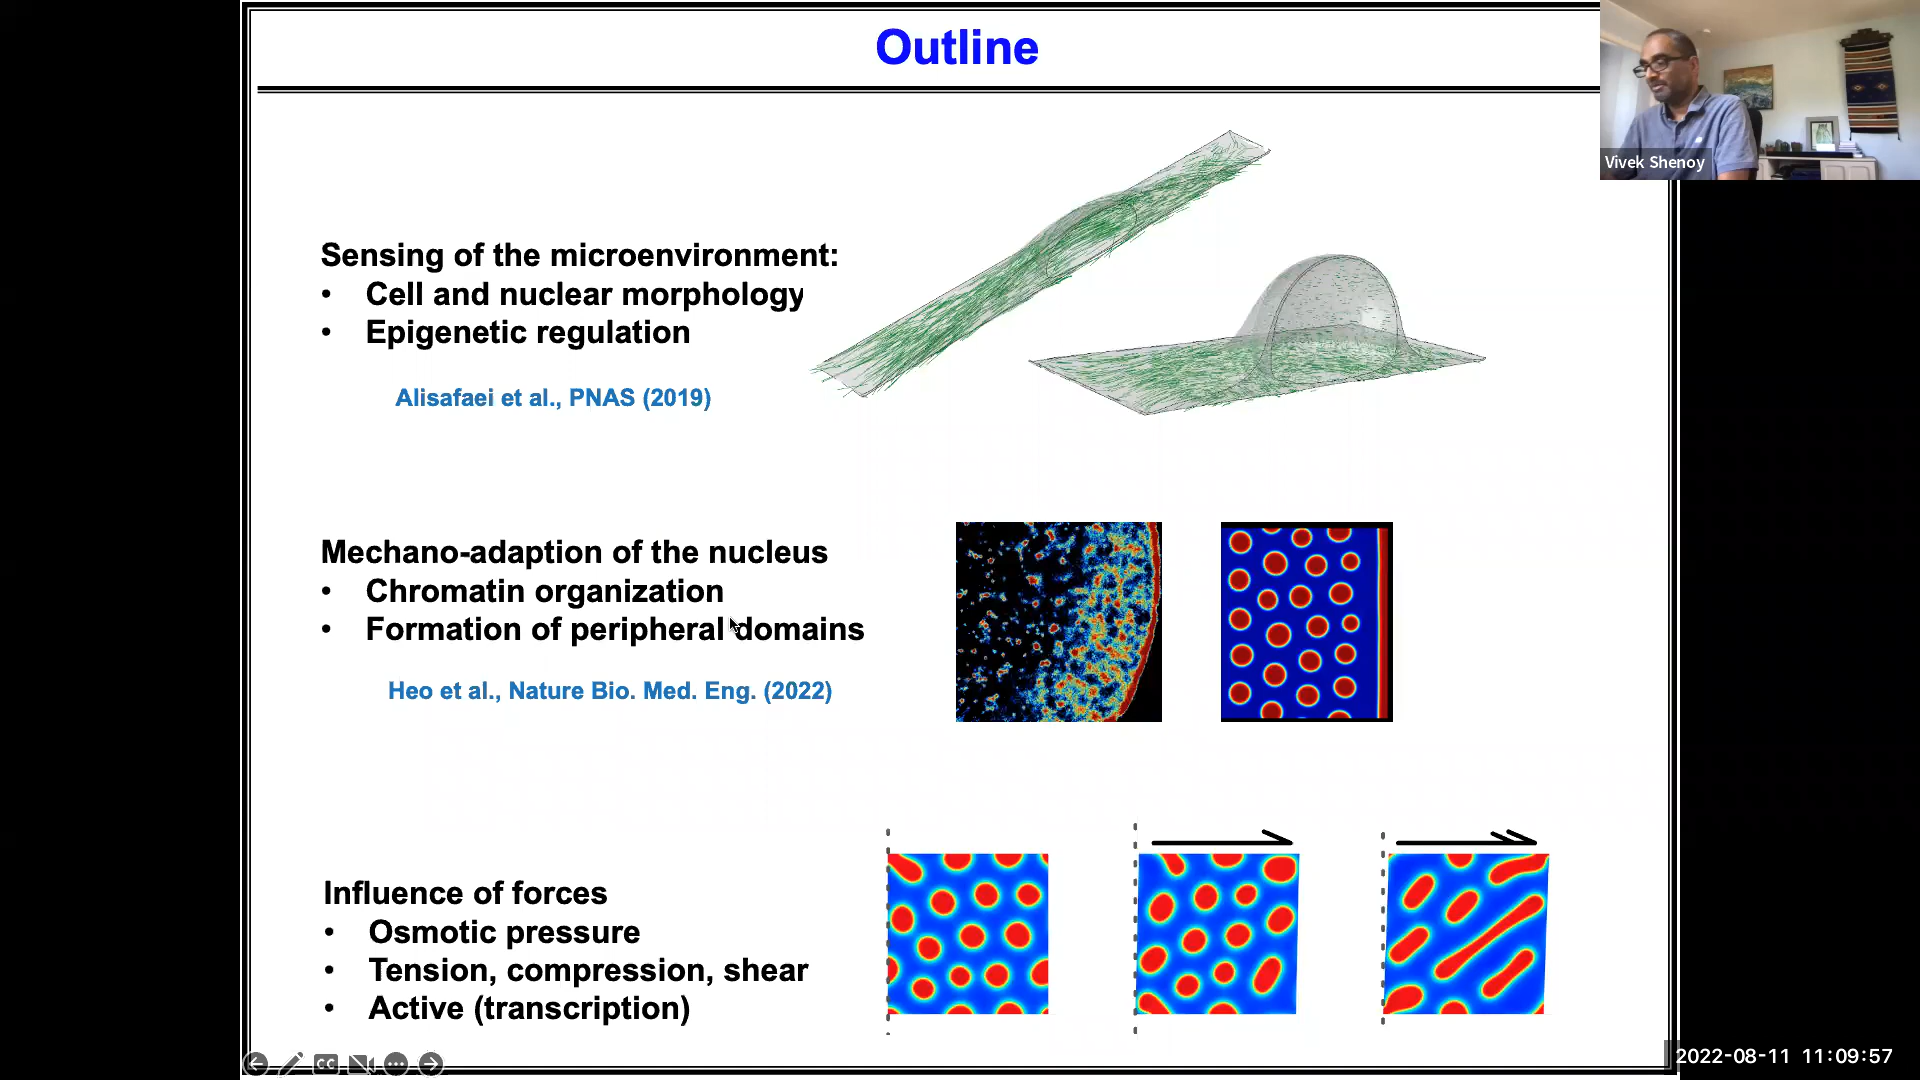 Outline
Vivek Shenoy
Sensing of the microenvironment:
• Cell and nuclear morphology
• Epigenetic regulation
Alisafaei et al., PNAS (2019)
Mechano-adaption of the nucleus
• Chromatin organization
• Formation of peripheral domains
Heo et al., Nature Bio. Med. Eng. (2022)
Influence of forces
• Osmotic pressure
• Tension, compression, shear
• Active (transcription)
CC
2022-08-11 11:09:57